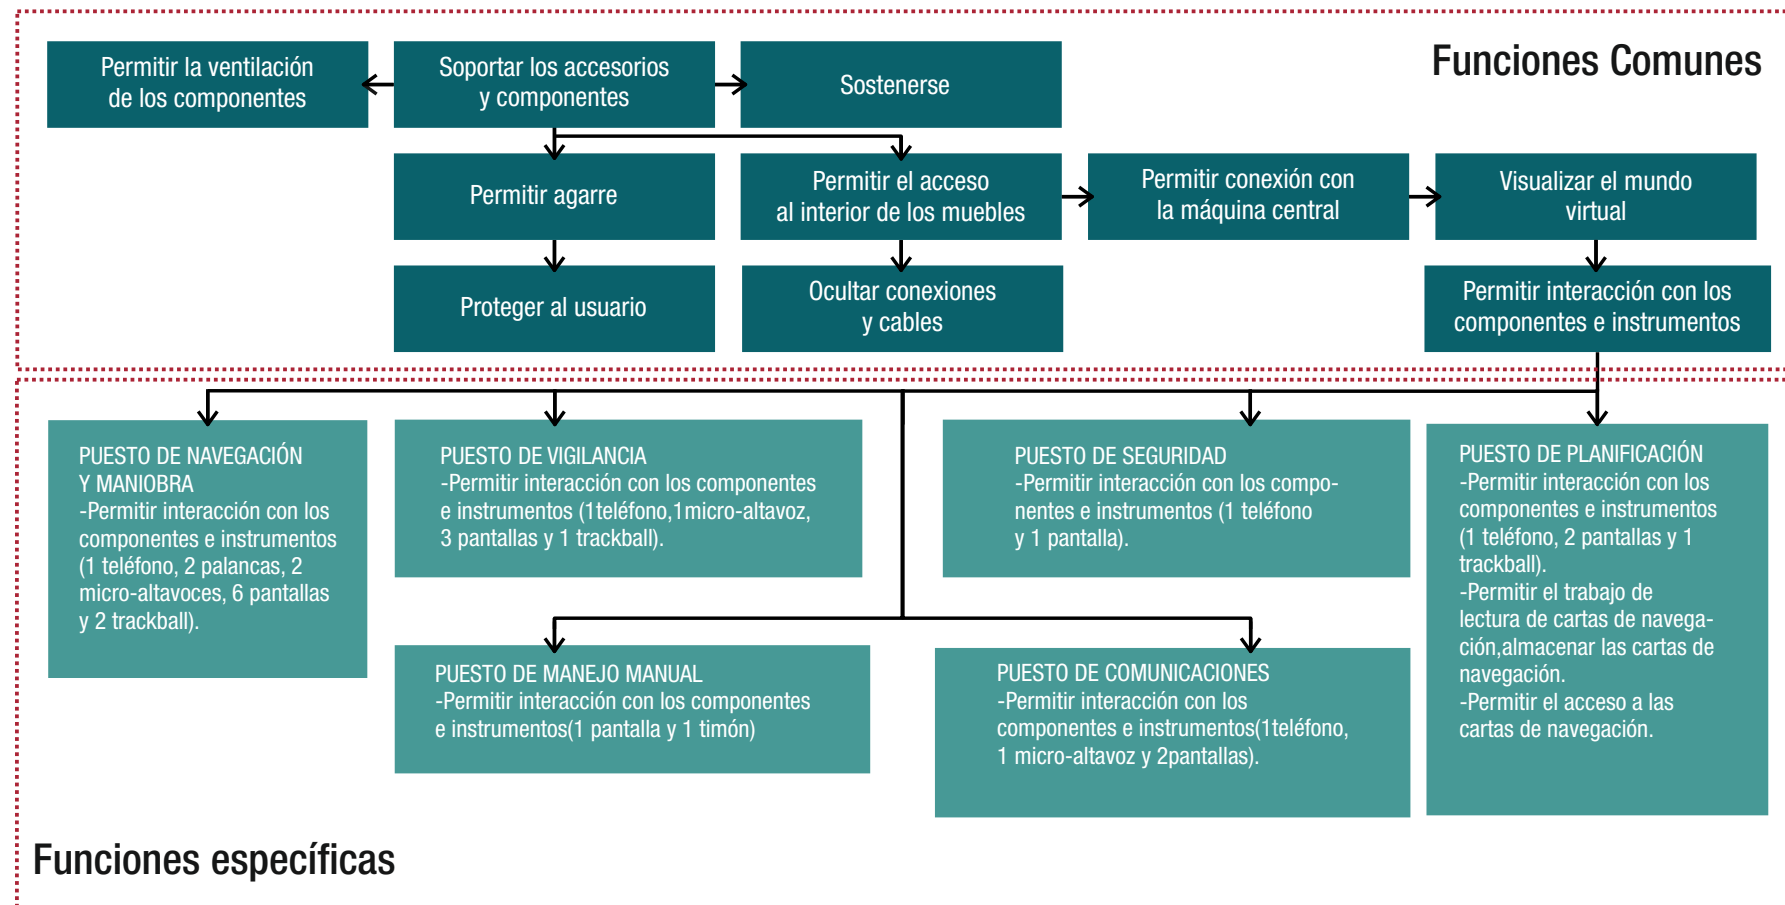 Funciones Comunes
Permitir la ventilación
de los componentes
Soportar los accesorios
y componentes
Sostenerse
Permitir agarre
Permitir el acceso
al interior de los muebles
Permitir conexión con
la máquina central
Visualizar el mundo
virtual
Proteger al usuario
Ocultar conexiones
y cables
Permitir interacción con los
componentes e instrumentos
PUESTO DE NAVEGACIÓN
Y MANIOBRA
-Permitir interacción con los
componentes e instrumentos
(1 teléfono, 2 palancas, 2
micro-altavoces, 6 pantallas
y 2 trackball).
PUESTO DE VIGILANCIA
-Permitir interacción con los componentes
e instrumentos (1teléfono,1micro-altavoz,
3 pantallas y 1 trackball).
PUESTO DE SEGURIDAD
-Permitir interacción con los compo-
nentes e instrumentos (1 teléfono
y 1 pantalla).
PUESTO DE PLANIFICACIÓN
-Permitir interacción con los
componentes e instrumentos
(1 teléfono, 2 pantallas y 1
trackball).
-Permitir el trabajo de
lectura de cartas de navega-
ción,almacenar las cartas de
navegación.
-Permitir el acceso a las
cartas de navegación.
PUESTO DE MANEJO MANUAL
-Permitir interacción con los componentes
e instrumentos(1 pantalla y 1 timón)
PUESTO DE COMUNICACIONES
-Permitir interacción con los
componentes e instrumentos(1teléfono,
1 micro-altavoz y 2pantallas).
Funciones específicas